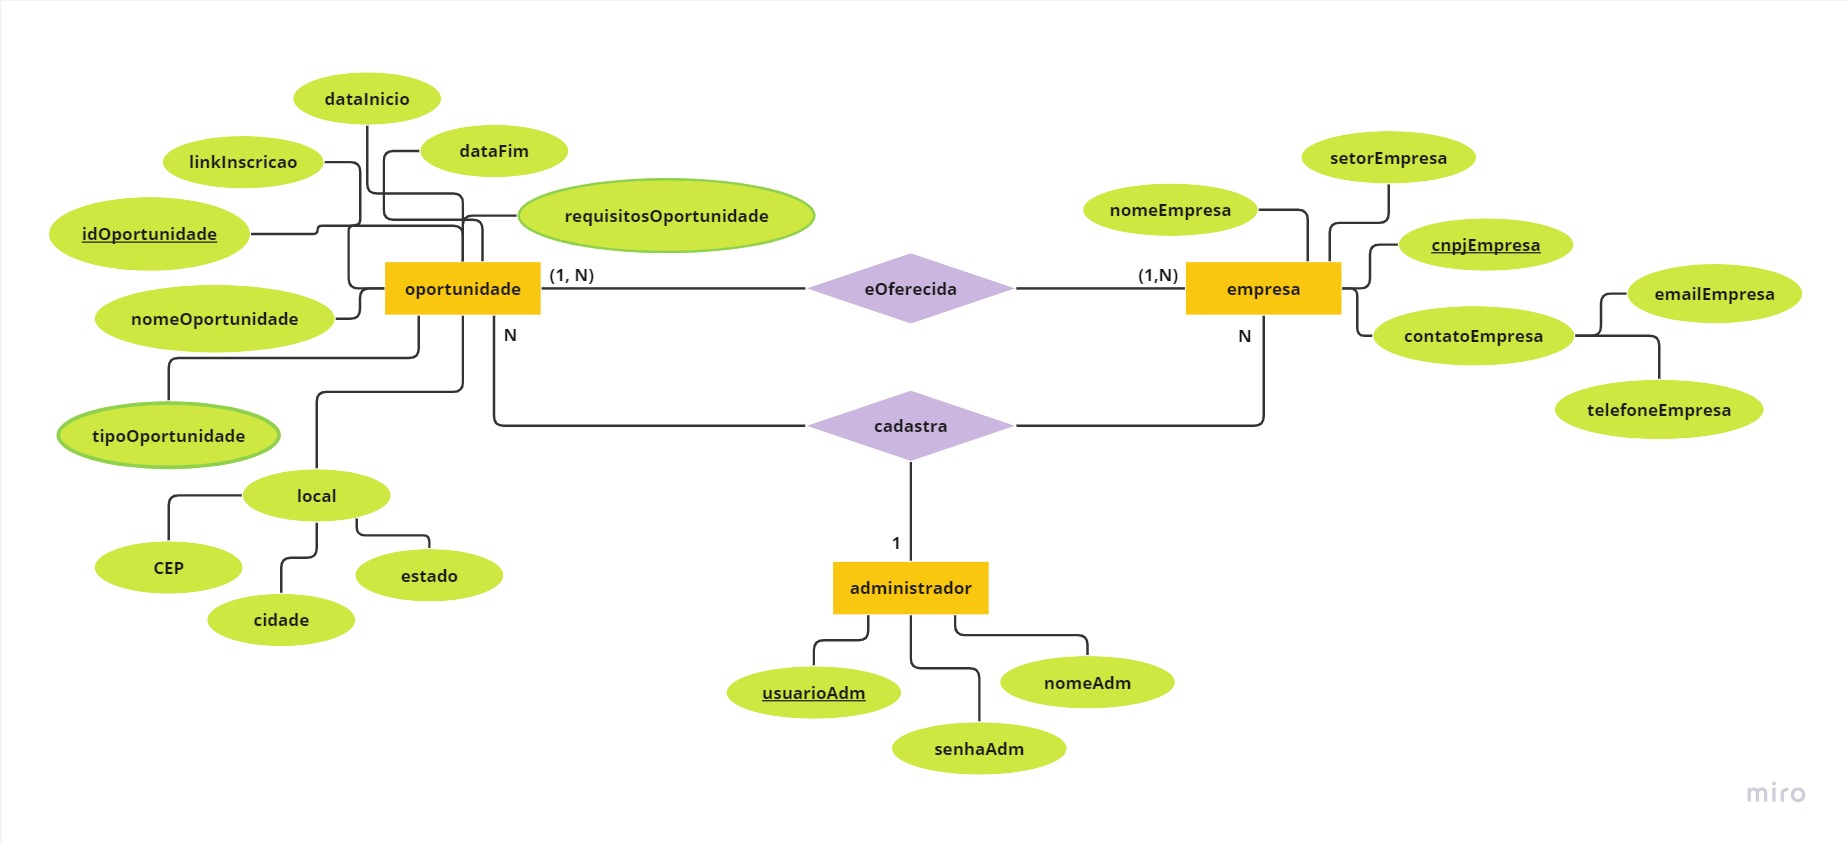 dataInicio
dataFim
linkInscricao
requisitosOportunidade
idOportunidade
nomeOportunidade
oportunidade
(1, N)
N
tipoOportunidade
local
CEP
cidade
estado
eOferecida
cadastra
1
administrador
usuarioAdm
senhaAdm
nomeAdm
setorEmpresa
nomeEmpresa
cnpjEmpresa
(1,N)
empresa
N
contatoEmpresa
emailEmpresa
telefoneEmpresa
miro